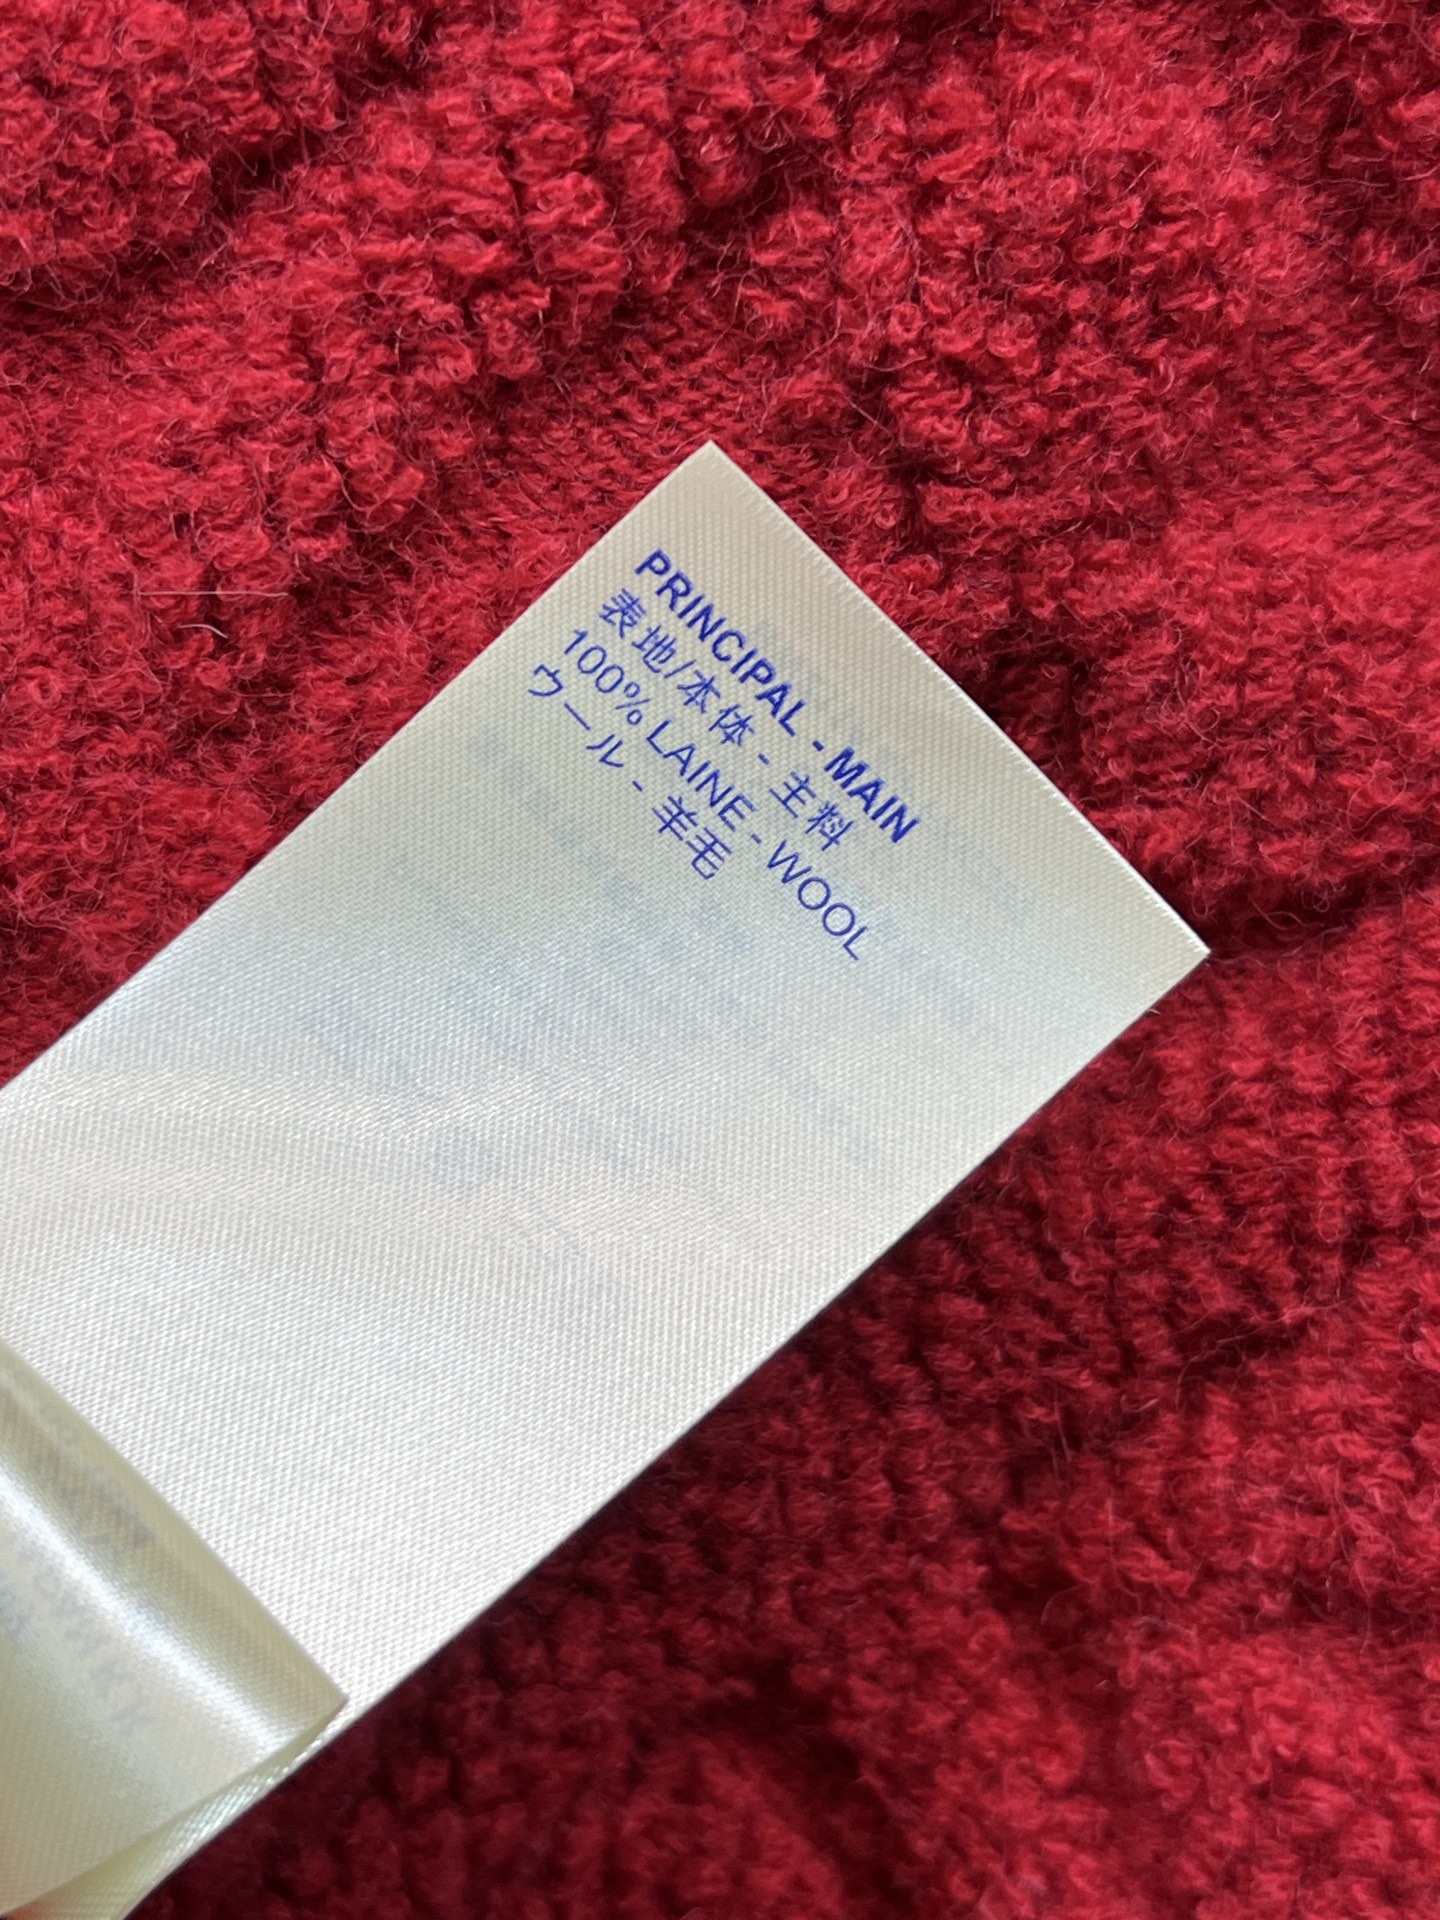 PRINCIPAL - MAIN
表地/本体 - 主料
100% LAINE - WOOL
ウール - 羊毛